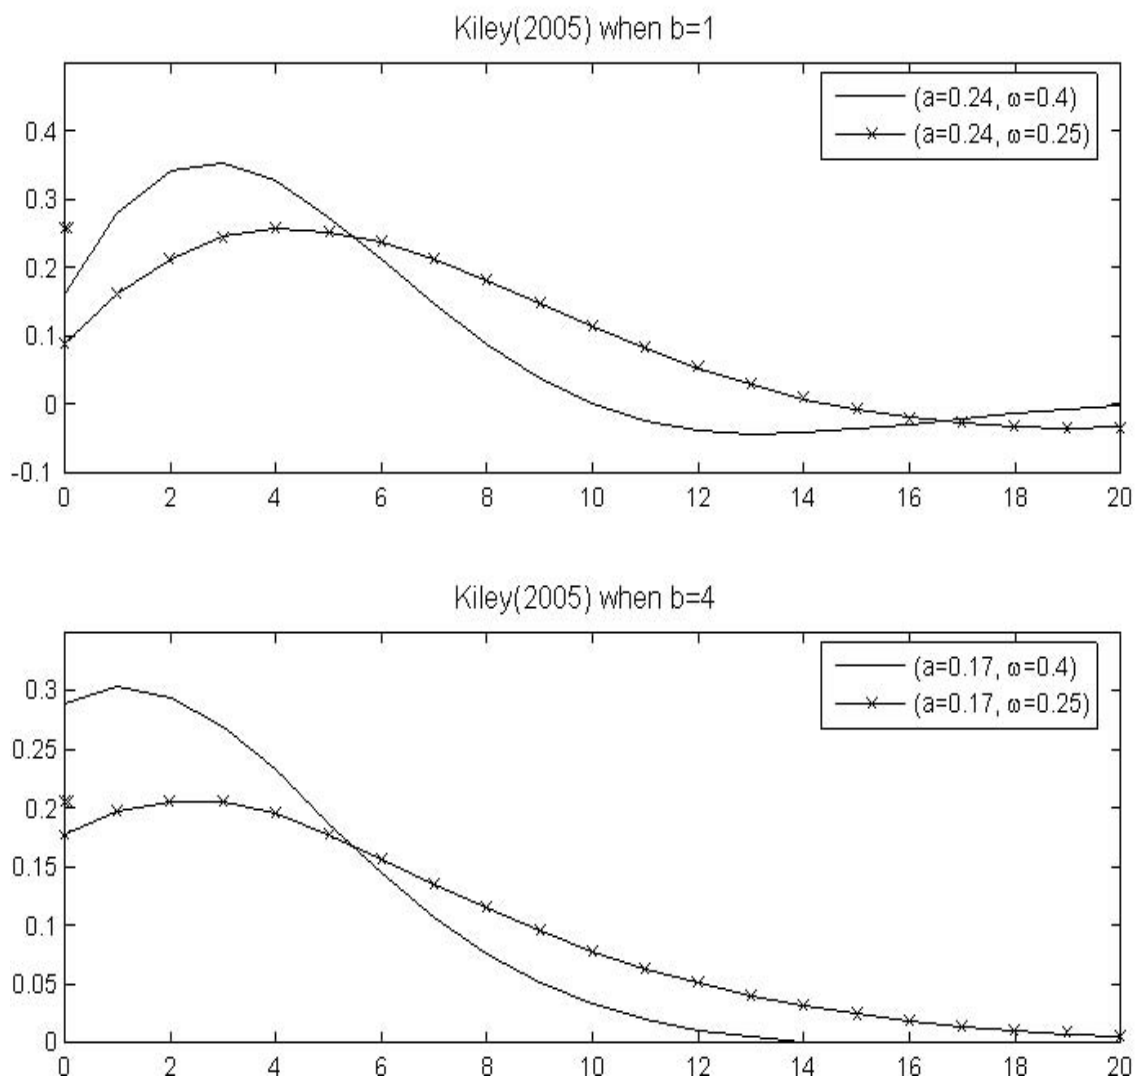 Kiley(2005) when b=1
(a=0.24, ω=0.4)
(a=0.24, ω=0.25)
0.4
0.3
0.2
0.1
0
-0.1
0 2 4 6 8 10 12 14 16 18 20
Kiley(2005) when b=4
(a=0.17, ω=0.4)
(a=0.17, ω=0.25)
0.3
0.25
0.2
0.15
0.1
0.05
0
0 2 4 6 8 10 12 14 16 18 20